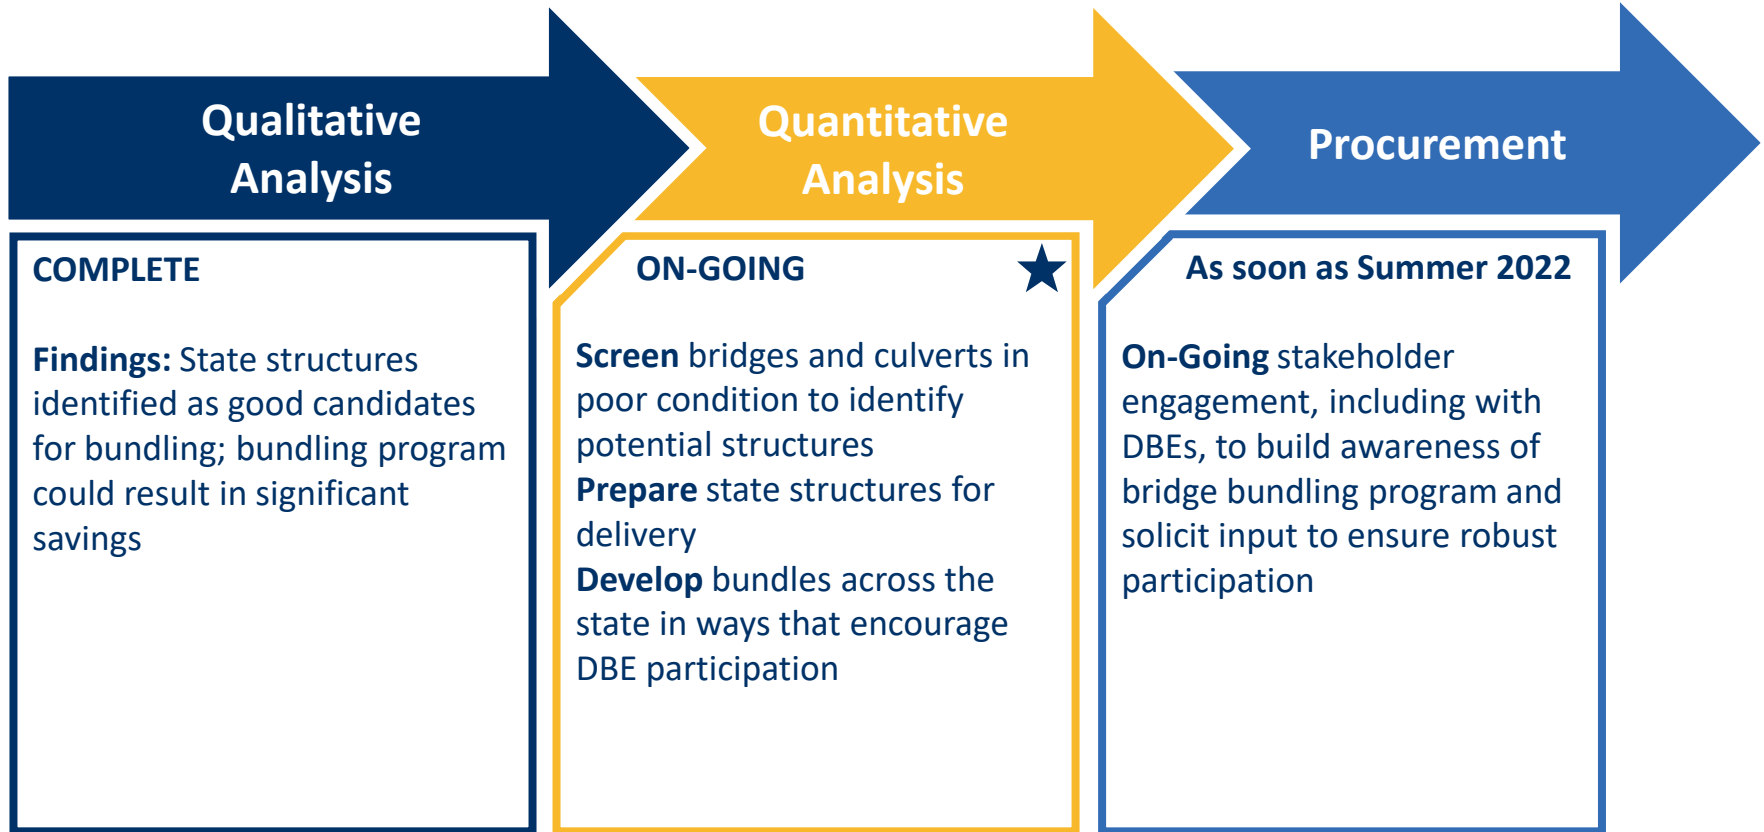 Qualitative
Analysis
Quantitative
Analysis
Procurement
COMPLETE
Findings: State structures
identified as good candidates
for bundling; bundling program
could result in significant
savings
ON-GOING
Screen bridges and culverts in
poor condition to identify
potential structures
Prepare state structures for
delivery
Develop bundles across the
state in ways that encourage
DBE participation
As soon as Summer 2022
On-Going stakeholder
engagement, including with
DBEs, to build awareness of
bridge bundling program and
solicit input to ensure robust
participation